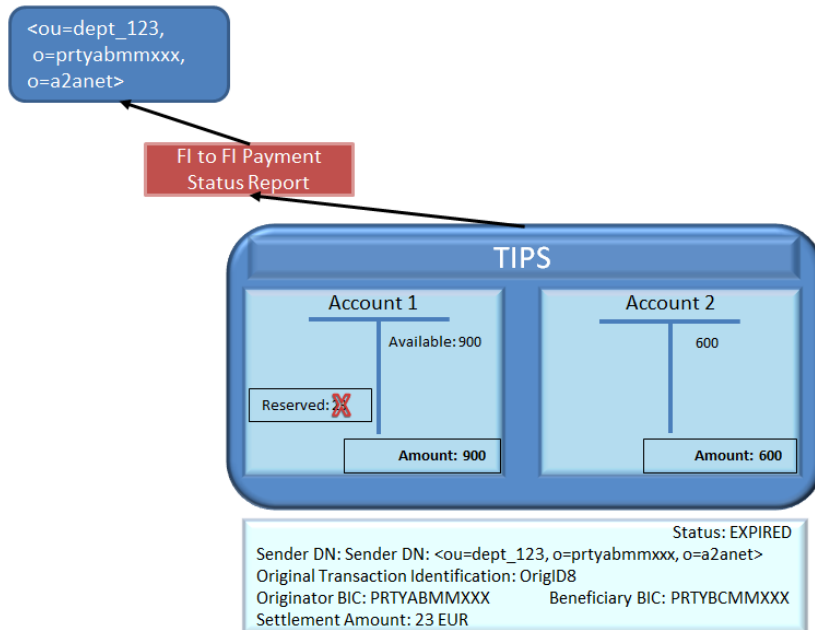 <ou=dept_123,
o=prtyabmmxxx,
o=a2anet>
FI to FI Payment
Status Report
TIPS
Account 1
Available: 900
Reserved:
Amount: 900
Account 2
600
Amount: 600
Status: EXPIRED
Sender DN: Sender DN: <ou=dept_123, o=prtyabmmxxx, o=a2anet>
Original Transaction Identification: OrigID8
Originator BIC: PRTYABMMXXX Beneficiary BIC: PRTYBCMMXXX
Settlement Amount: 23 EUR